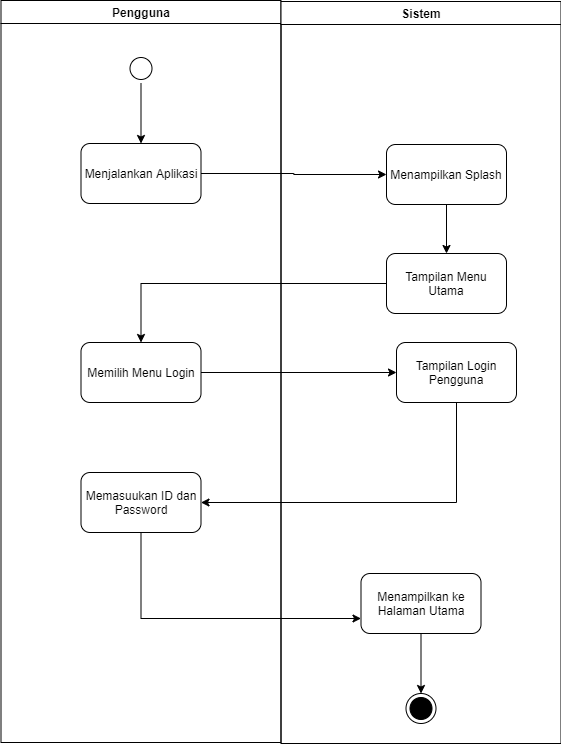 Pengguna
Sistem
Menjalankan Aplikasi
Menampilkan Splash
Tampilan Menu
Utama
Memilih Menu Login
Tampilan Login
Pengguna
Memasuukan ID dan
Password
Menampilkan ke
Halaman Utama